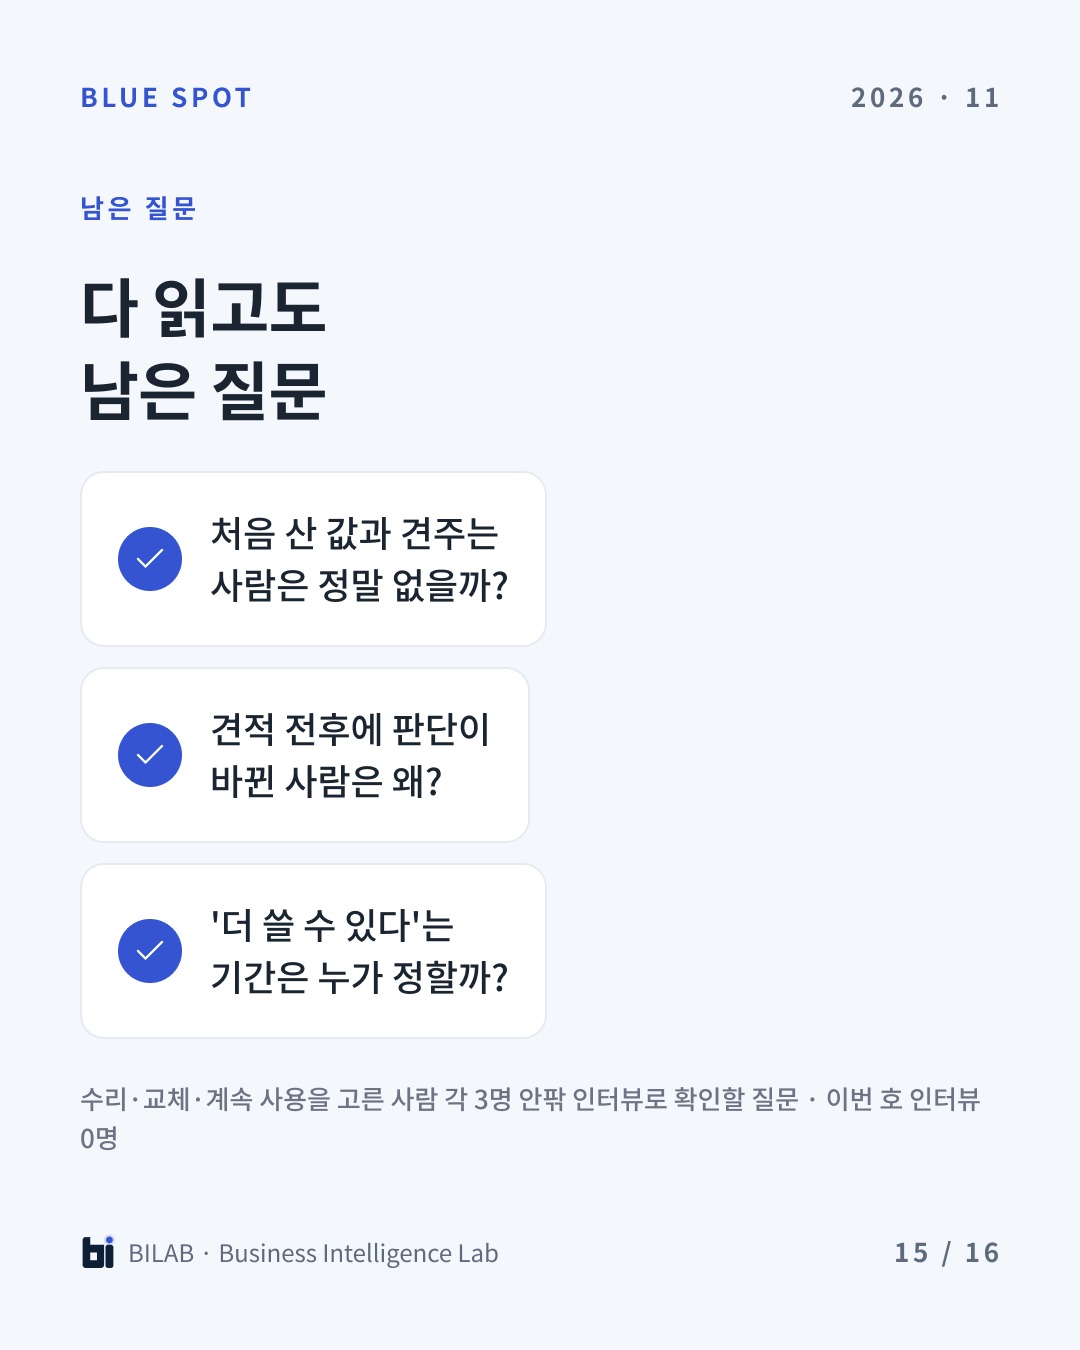 BLUE SPOT
2026 · 11
남은 질문
다 읽고도
남은 질문
처음 산 값과 견주는
사람은 정말 없을까?
견적 전후에 판단이
바뀐 사람은 왜?
'더 쓸 수 있다'는
기간은 누가 정할까?
수리·교체·계속 사용을 고른 사람 각 3명 안팎 인터뷰로 확인할 질문 · 이번 호 인터뷰
0명
bi BILAB · Business Intelligence Lab
15 / 16